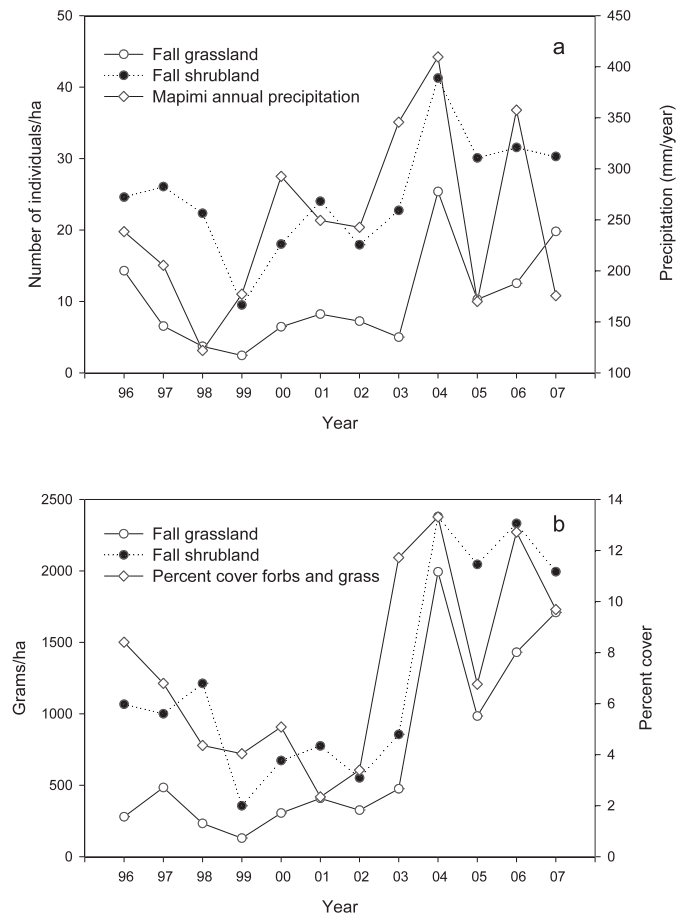 50
40
30
20
10
0
Number of individuals/ha
450
400
350
300
250
200
150
100
Precipitation (mm/year)
a
Fall grassland
Fall shrubland
Mapimi annual precipitation
96 97 98 99 00 01 02 03 04 05 06 07
Year
2500
2000
1500
1000
500
0
Grams/ha
14
12
10
8
6
4
2
0
Percent cover
b
Fall grassland
Fall shrubland
Percent cover forbs and grass
96 97 98 99 00 01 02 03 04 05 06 07
Year